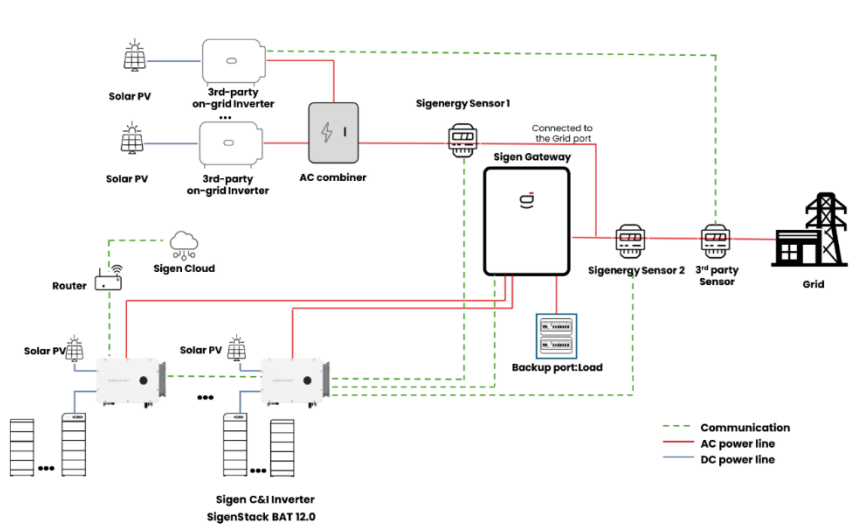 Solar PV
3rd-party
on-grid Inverter
...
Solar PV
3rd-party
on-grid Inverter
AC combiner
Sigenergy Sensor 1
Connected to
the Grid port
Sigen Gateway
Sigenergy Sensor 2
3rd party
Sensor
Grid
Sigen Cloud
Router
Solar PV
Solar PV
Backup port:Load
...
...
...
Sigen C&I Inverter
SigenStack BAT 12.0
Communication
AC power line
DC power line